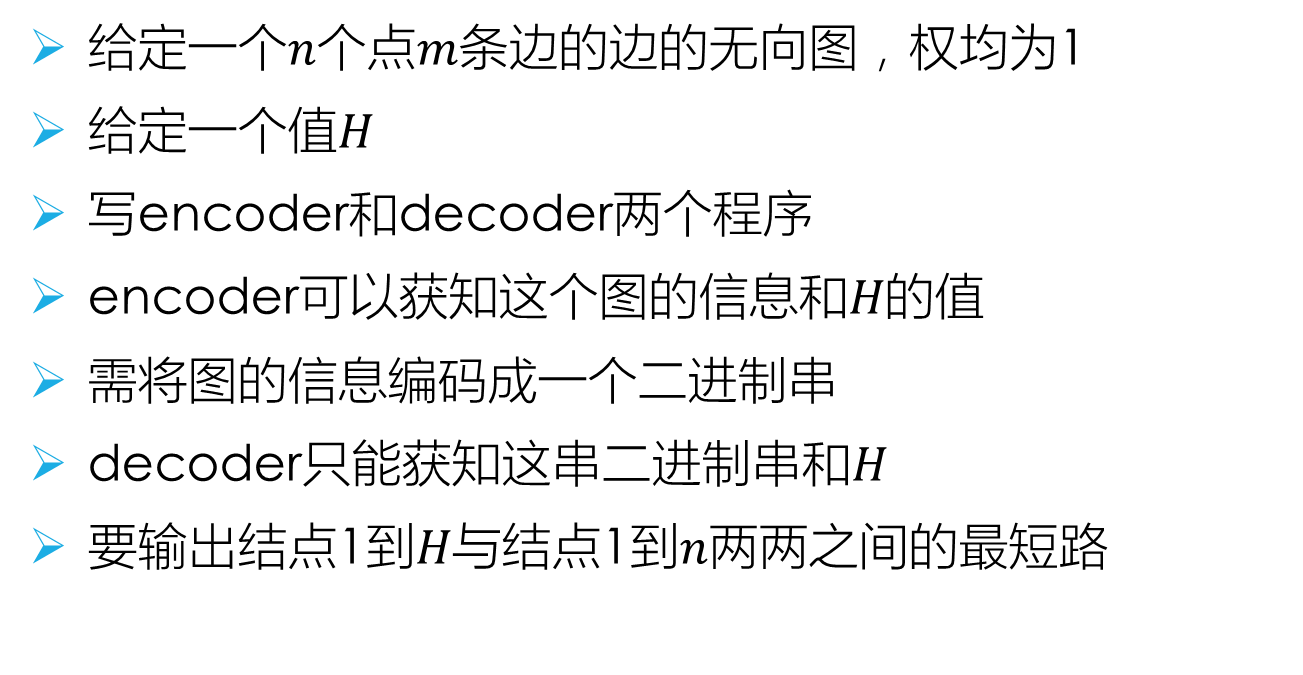 给定一个n个点m条边的边的无向图，权均为1
给定一个值H
写encoder和decoder两个程序
encoder可以获知这个图的信息和H的值
需将图的信息编码成一个二进制串
decoder只能获知这串二进制串和H
要输出结点1到H与结点1到n两两之间的最短路